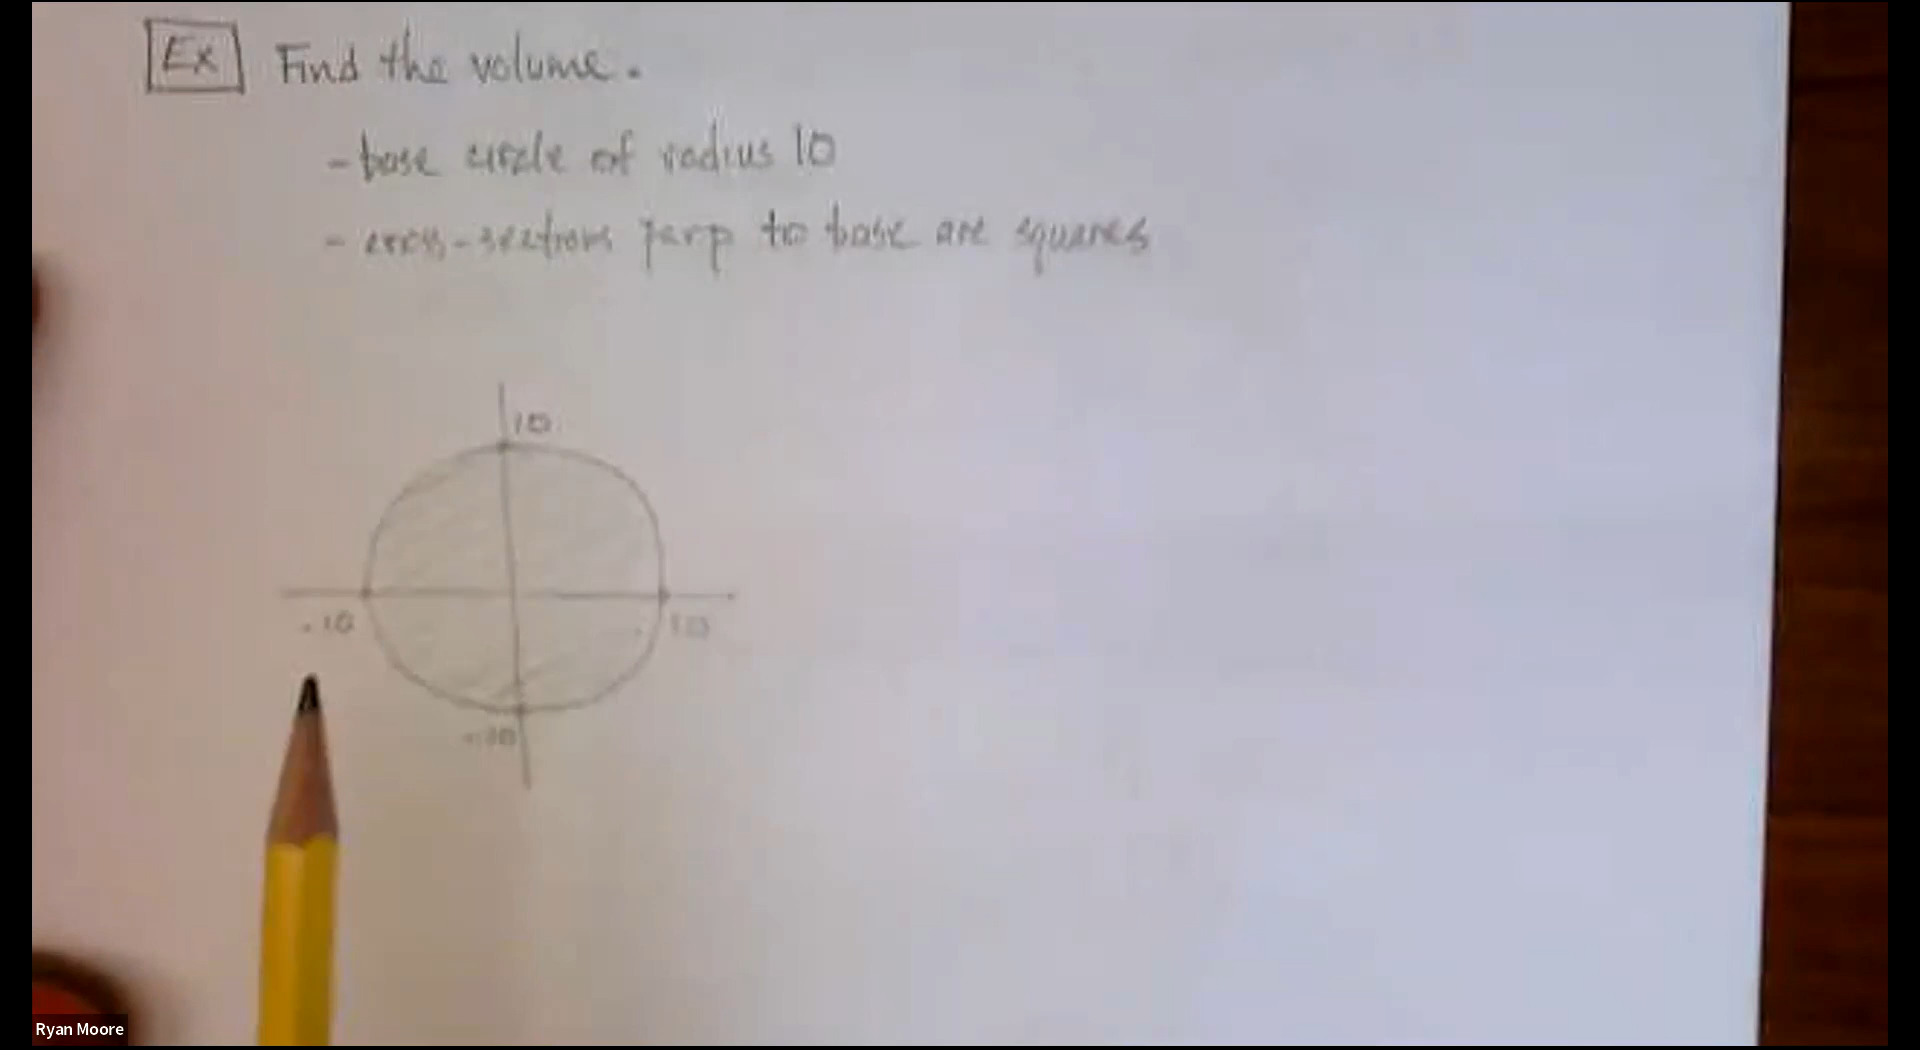 Ex Find the volume.
- base circle of radius 10
- cross-sections perp to base are squares
10
-10 10
-10
Ryan Moore